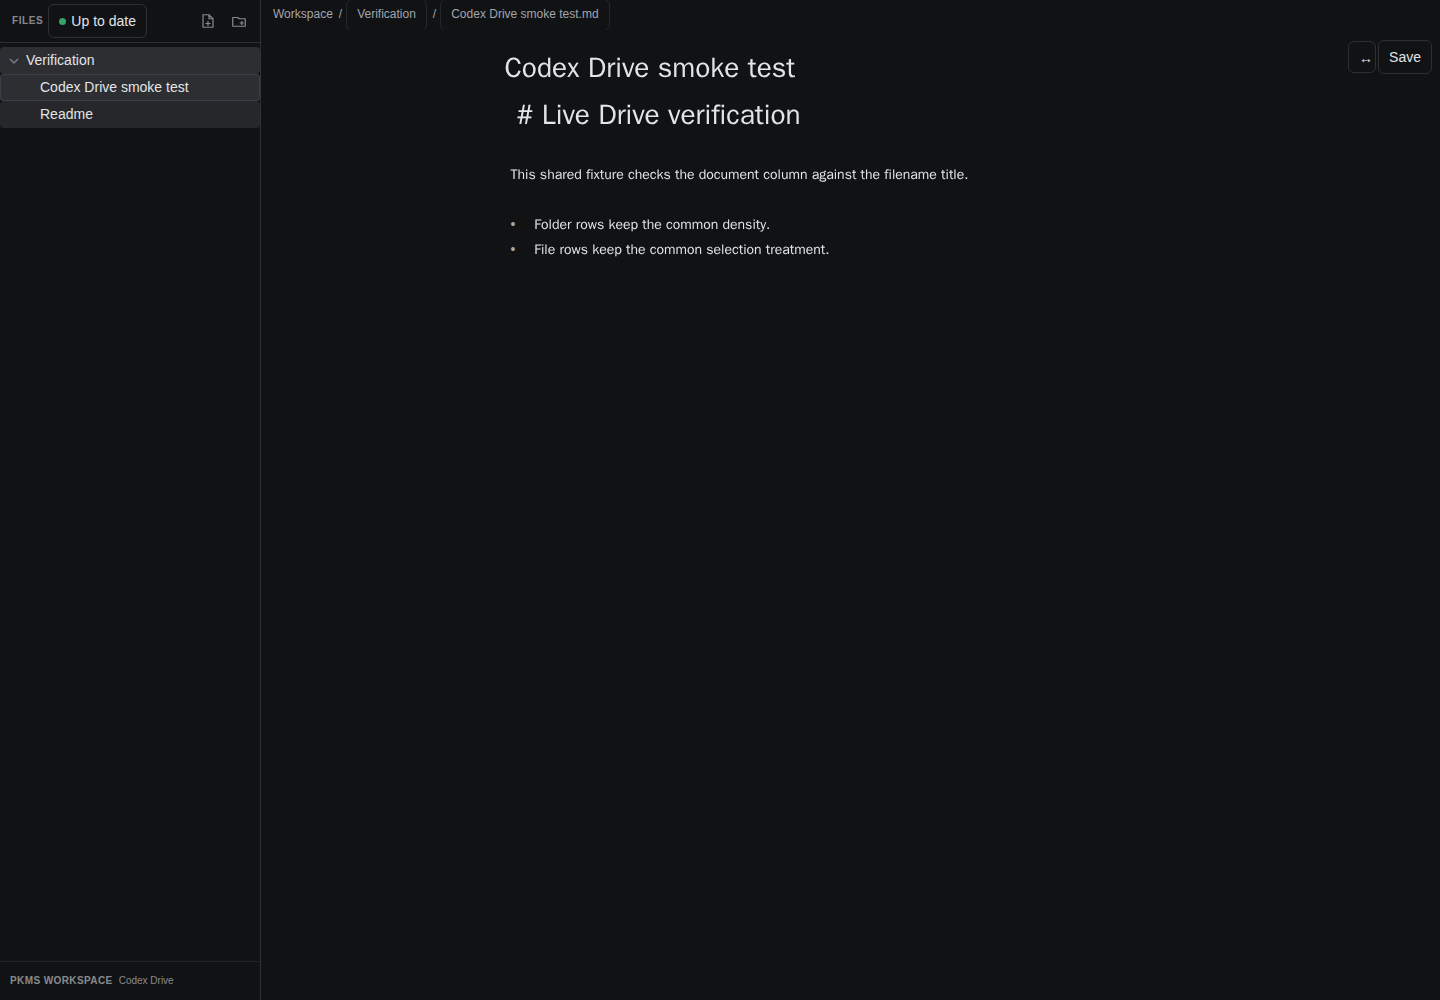 FILES Up to date
Verification
Codex Drive smoke test
Readme
PKMS WORKSPACE Codex Drive
Workspace / Verification / Codex Drive smoke test.md
↔ Save
Codex Drive smoke test
# Live Drive verification
This shared fixture checks the document column against the filename title.
• Folder rows keep the common density.
• File rows keep the common selection treatment.